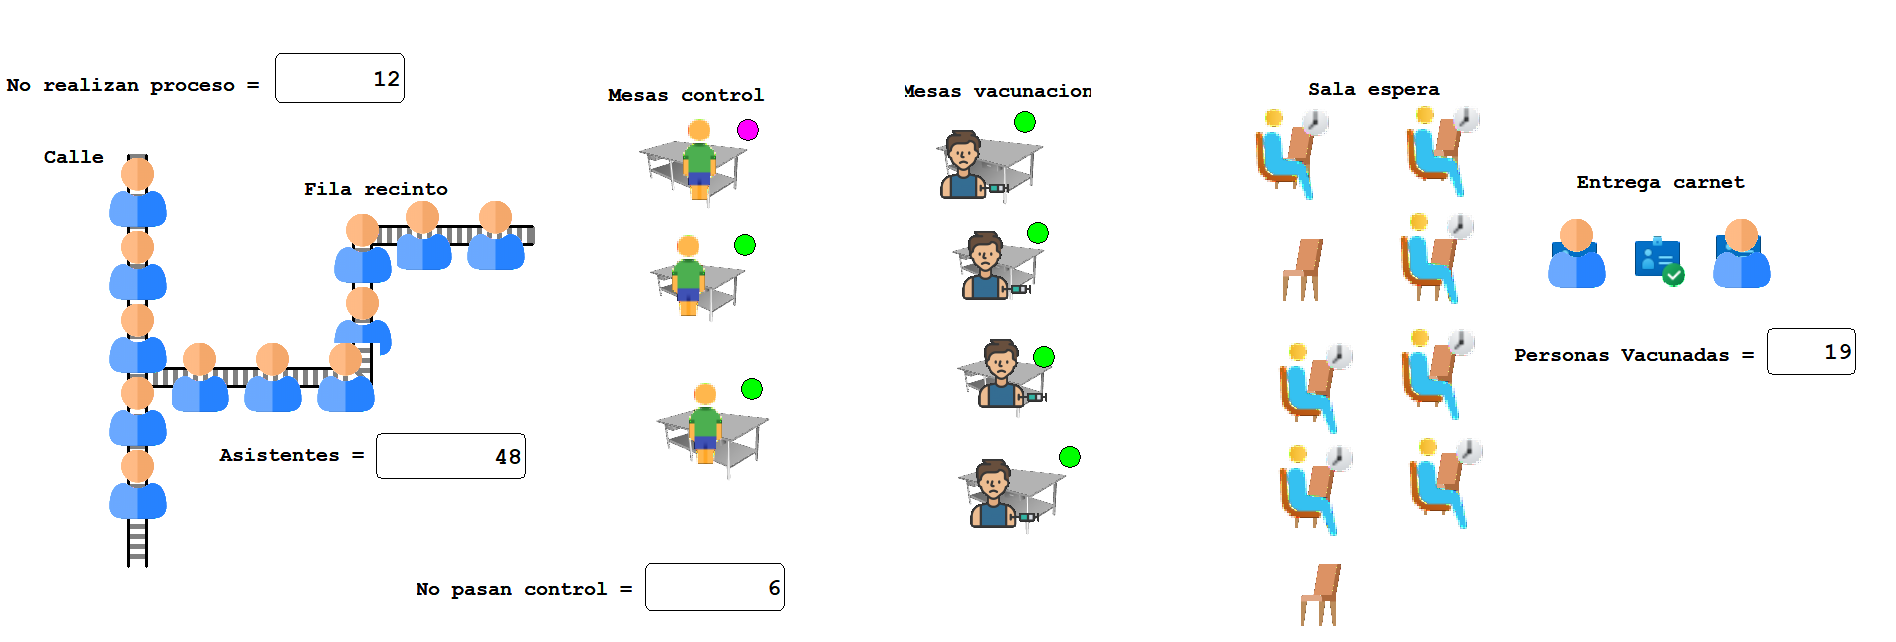 No realizan proceso = 12
Mesas control
Mesas vacunacion
Sala espera
Calle
Fila recinto
Entrega carnet
Personas Vacunadas = 19
Asistentes = 48
No pasan control = 6